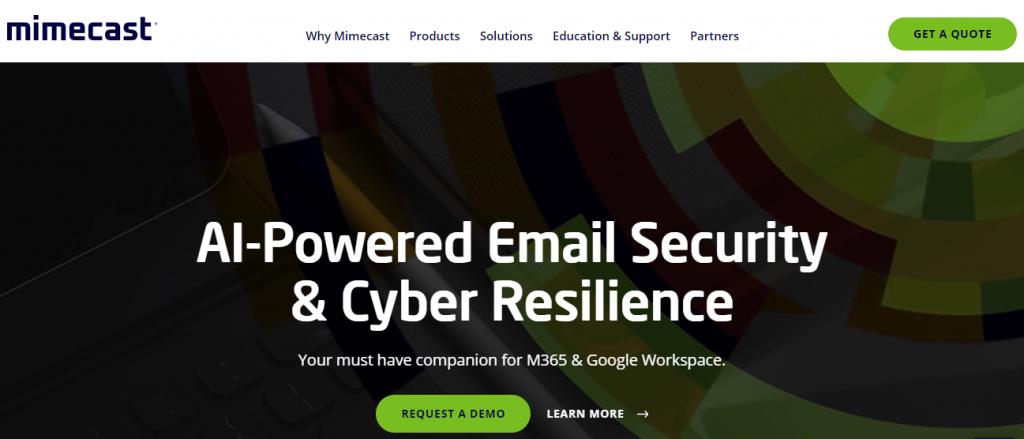 mimecast
Why Mimecast Products Solutions Education & Support Partners
GET A QUOTE
AI-Powered Email Security
& Cyber Resilience
Your must have companion for M365 & Google Workspace.
REQUEST A DEMO LEARN MORE →